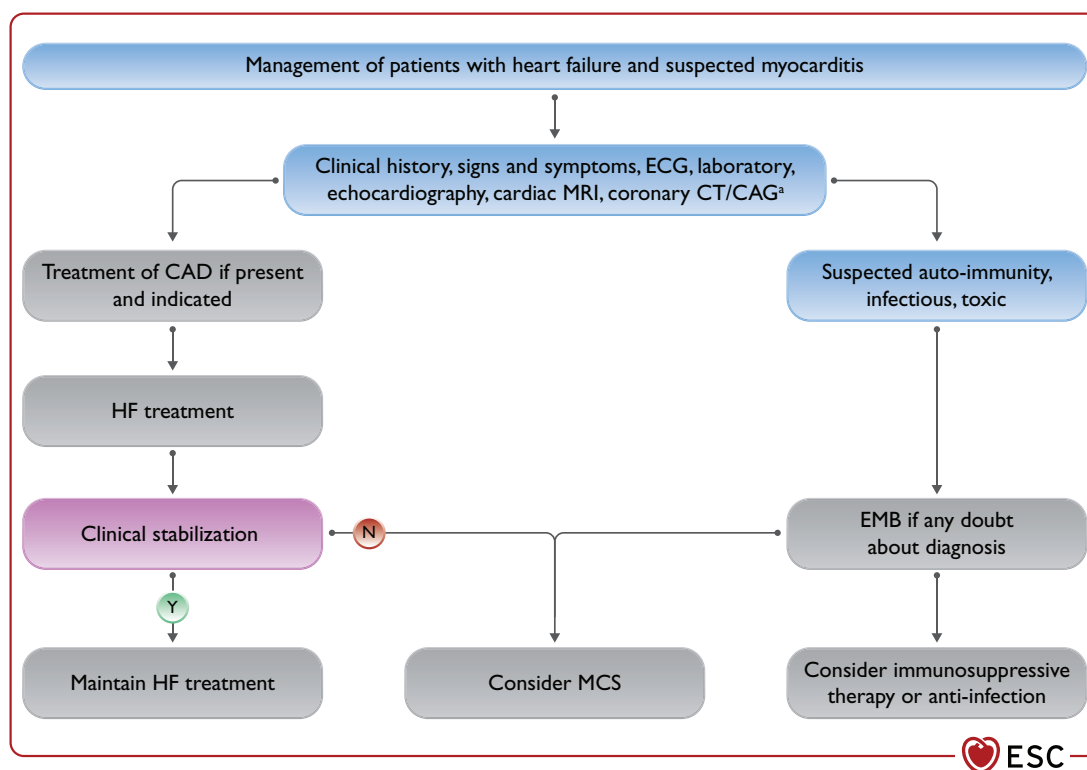 Management of patients with heart failure and suspected myocarditis
Clinical history, signs and symptoms, ECG, laboratory,
echocardiography, cardiac MRI, coronary CT/CAGª
Treatment of CAD if present
and indicated
Suspected auto-immunity,
infectious, toxic
HF treatment
Clinical stabilization
N
EMB if any doubt
about diagnosis
Y
Maintain HF treatment
Consider MCS
Consider immunosuppressive
therapy or anti-infection
ESC